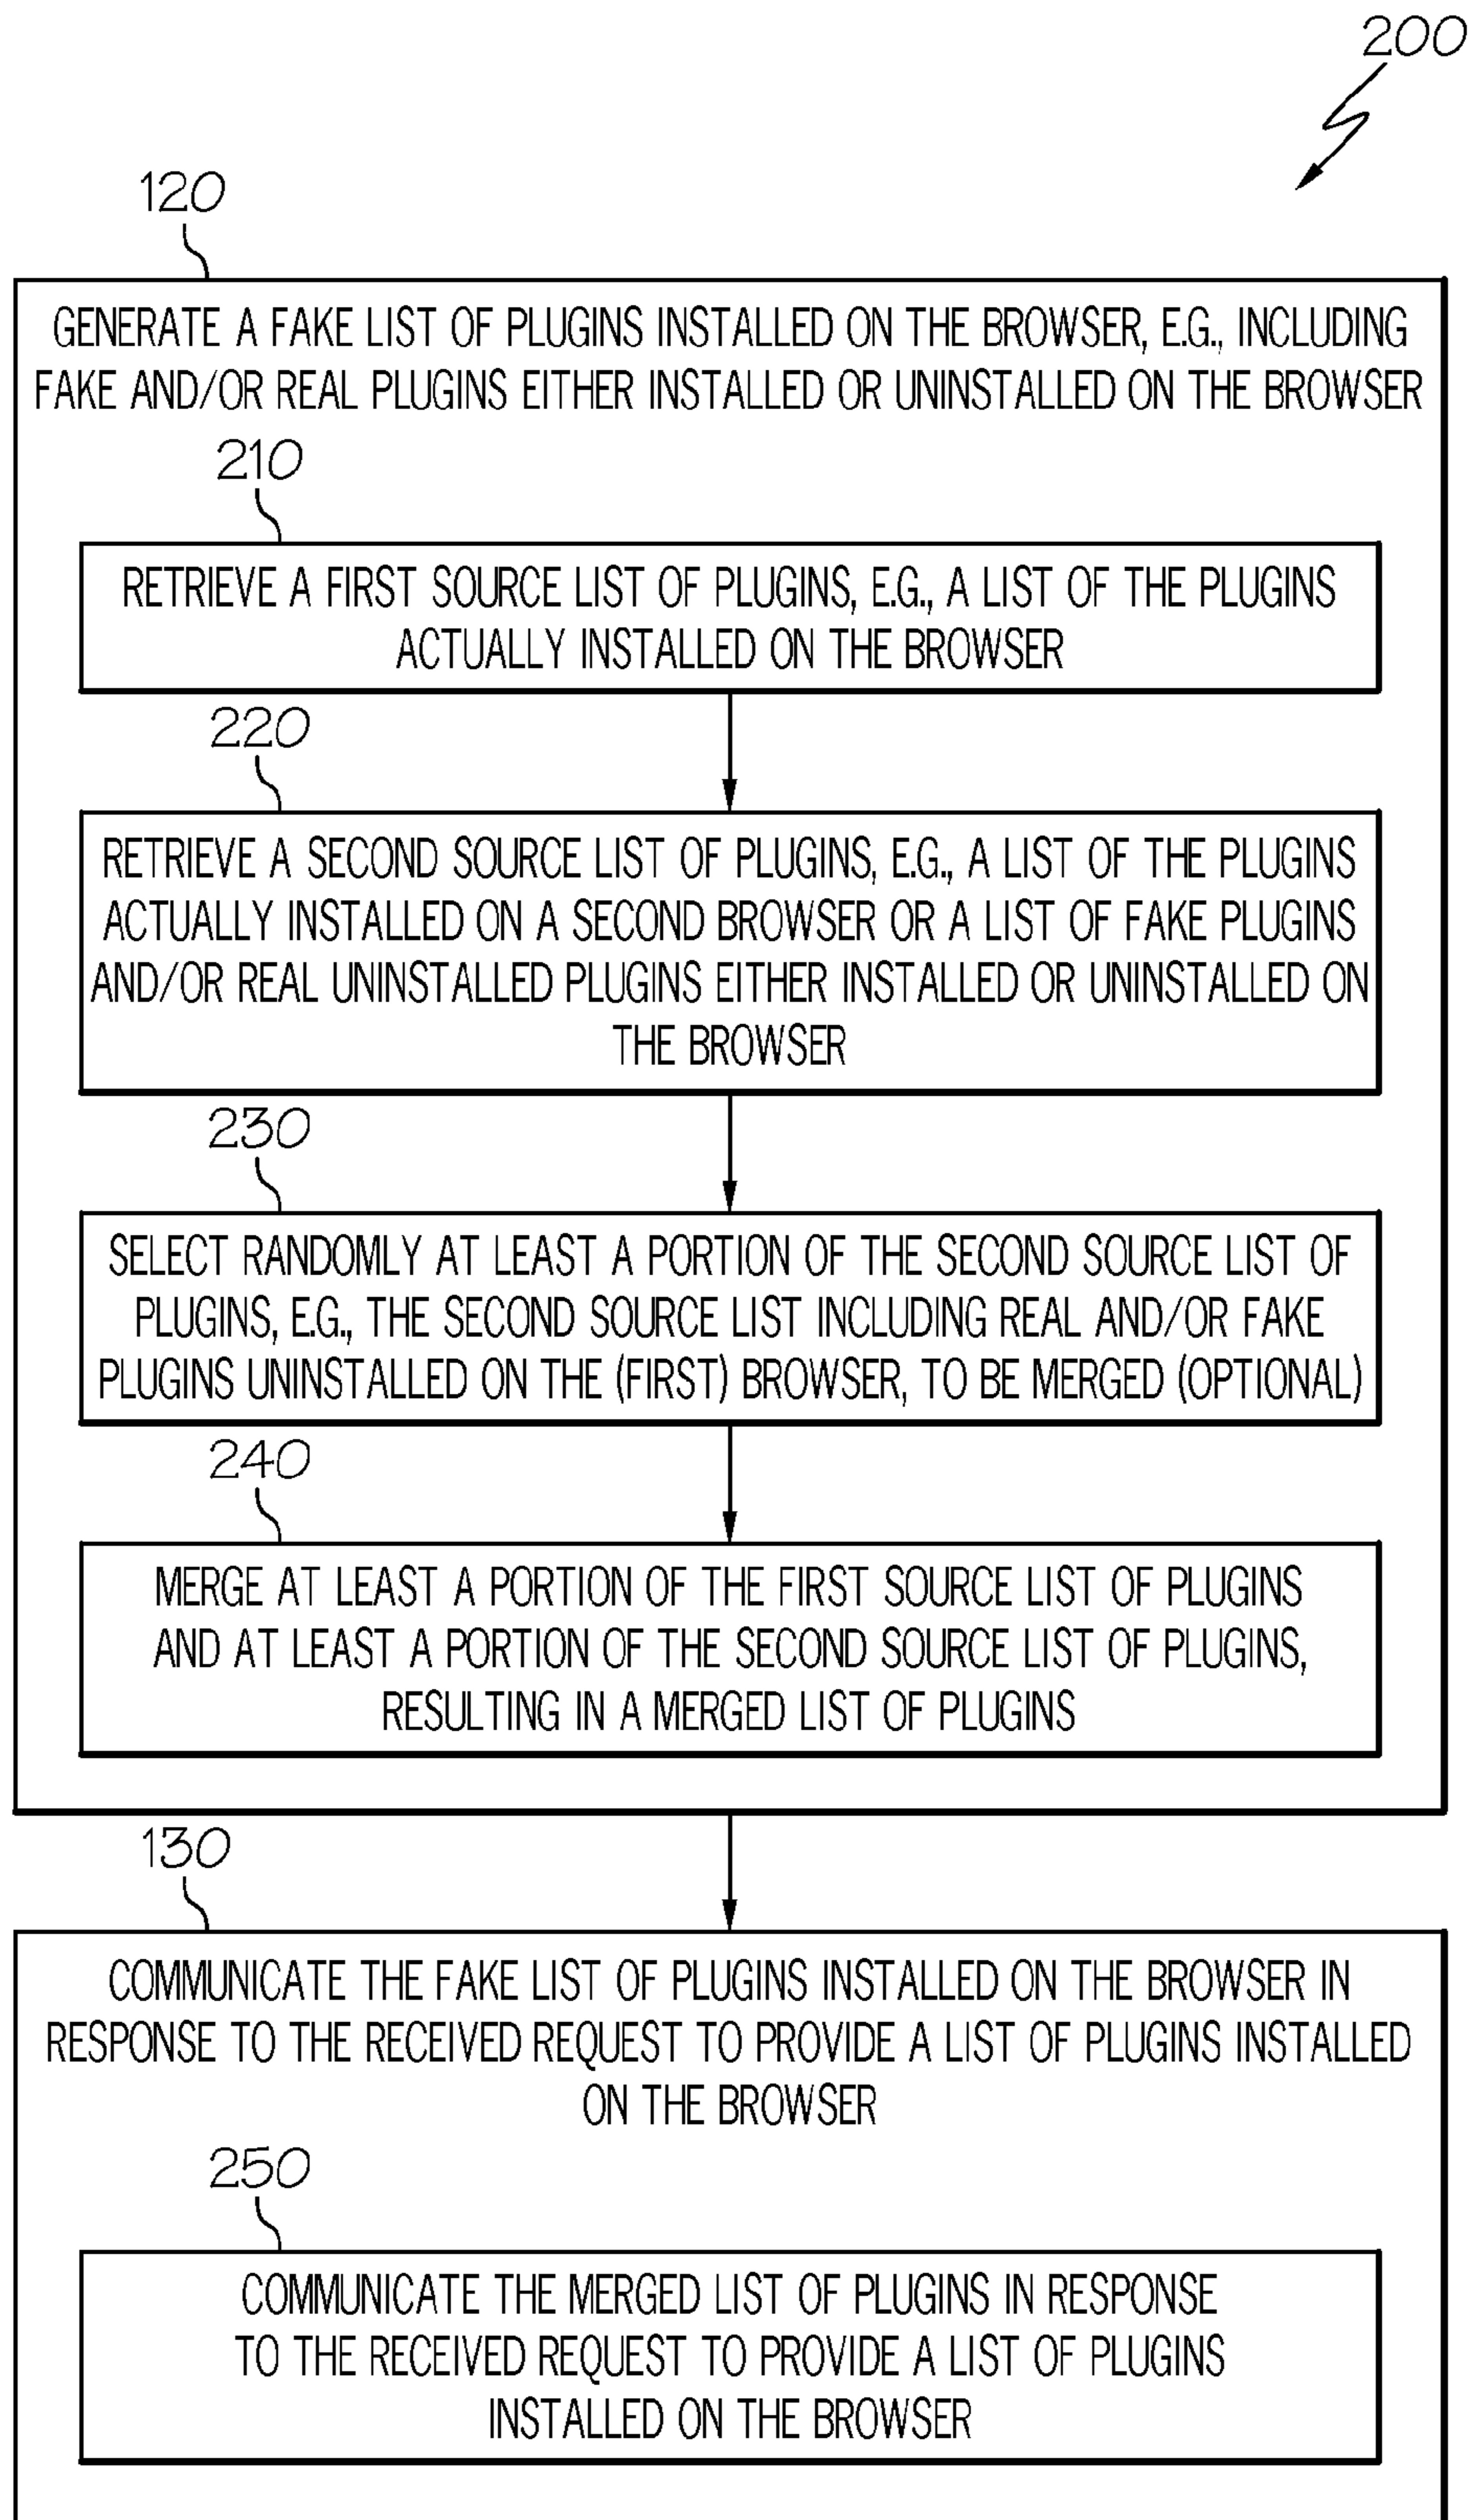 200
120
GENERATE A FAKE LIST OF PLUGINS INSTALLED ON THE BROWSER, E.G., INCLUDING
FAKE AND/OR REAL PLUGINS EITHER INSTALLED OR UNINSTALLED ON THE BROWSER
210
RETRIEVE A FIRST SOURCE LIST OF PLUGINS, E.G., A LIST OF THE PLUGINS
ACTUALLY INSTALLED ON THE BROWSER
220
RETRIEVE A SECOND SOURCE LIST OF PLUGINS, E.G., A LIST OF THE PLUGINS
ACTUALLY INSTALLED ON A SECOND BROWSER OR A LIST OF FAKE PLUGINS
AND/OR REAL UNINSTALLED PLUGINS EITHER INSTALLED OR UNINSTALLED ON
THE BROWSER
230
SELECT RANDOMLY AT LEAST A PORTION OF THE SECOND SOURCE LIST OF
PLUGINS, E.G., THE SECOND SOURCE LIST INCLUDING REAL AND/OR FAKE
PLUGINS UNINSTALLED ON THE (FIRST) BROWSER, TO BE MERGED (OPTIONAL)
240
MERGE AT LEAST A PORTION OF THE FIRST SOURCE LIST OF PLUGINS
AND AT LEAST A PORTION OF THE SECOND SOURCE LIST OF PLUGINS,
RESULTING IN A MERGED LIST OF PLUGINS
130
COMMUNICATE THE FAKE LIST OF PLUGINS INSTALLED ON THE BROWSER IN
RESPONSE TO THE RECEIVED REQUEST TO PROVIDE A LIST OF PLUGINS INSTALLED
ON THE BROWSER
250
COMMUNICATE THE MERGED LIST OF PLUGINS IN RESPONSE
TO THE RECEIVED REQUEST TO PROVIDE A LIST OF PLUGINS
INSTALLED ON THE BROWSER